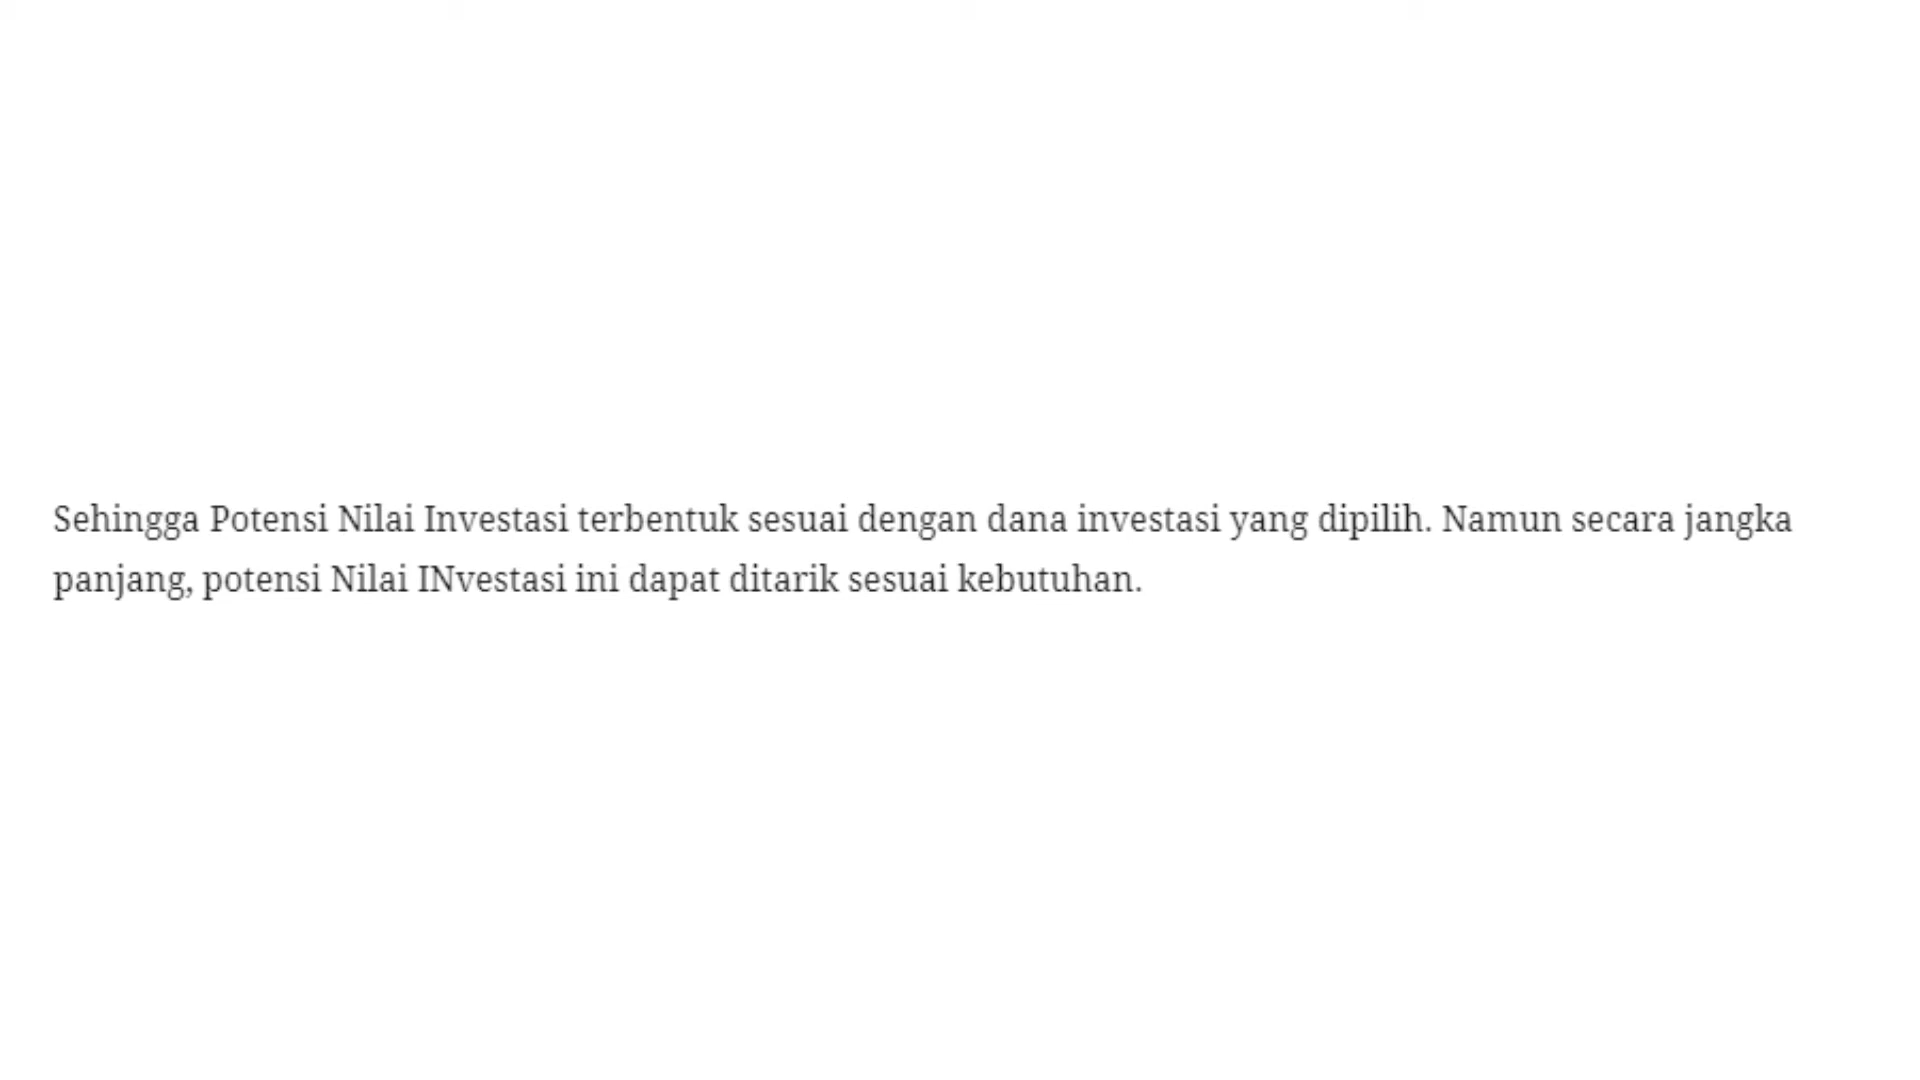 Sehingga Potensi Nilai Investasi terbentuk sesuai dengan dana investasi yang dipilih. Namun secara jangka
panjang, potensi Nilai INvestasi ini dapat ditarik sesuai kebutuhan.